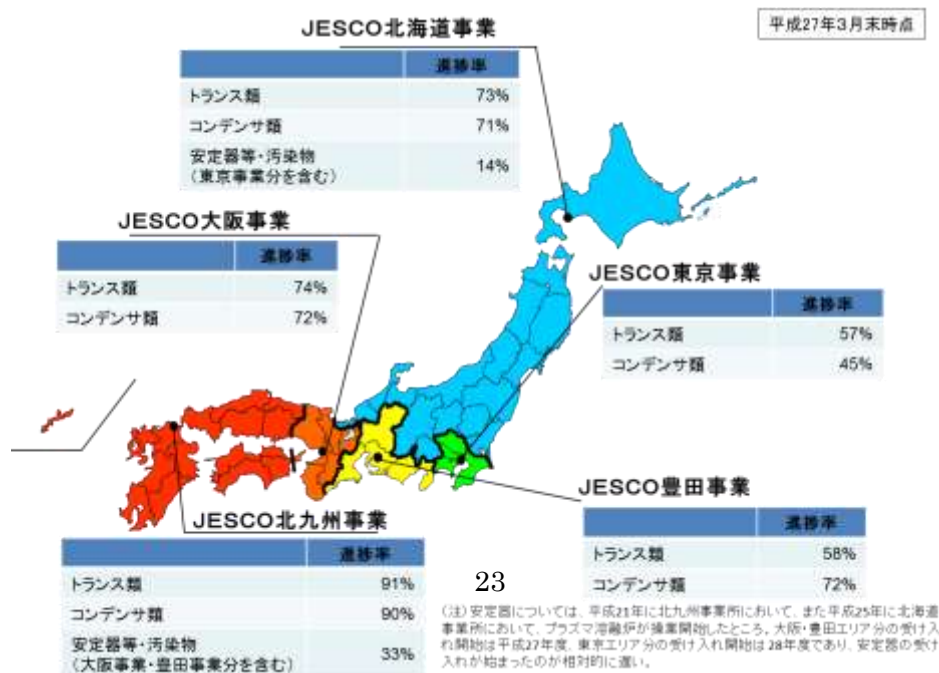 平成27年3月末時点
JESCO北海道事業
進捗率
トランス類 73%
コンデンサ類 71%
安定器等・汚染物
（東京事業分を含む） 14%
JESCO大阪事業
進捗率
トランス類 74%
コンデンサ類 72%
JESCO東京事業
進捗率
トランス類 57%
コンデンサ類 45%
JESCO豊田事業
進捗率
トランス類 58%
コンデンサ類 72%
JESCO北九州事業
進捗率
トランス類 91%
コンデンサ類 90%
安定器等・汚染物
（大阪事業・豊田事業分を含む） 33%
23
（注）安定器については、平成21年に北九州事業所において、また平成25年に北海道
事業所において、プラズマ溶融炉が操業開始したところ。大阪・豊田エリア分の受け入
れ開始は平成27年度、東京エリア分の受け入れ開始は28年度であり、安定器の受け
入れが始まったのが相対的に遅い。